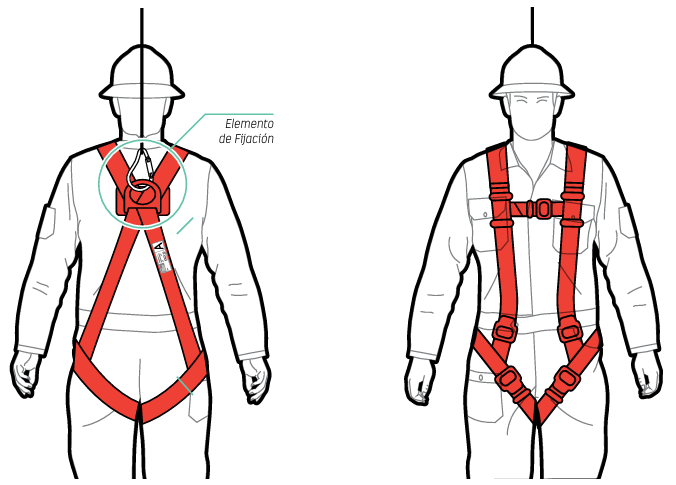 Elemento
de Fijación
A